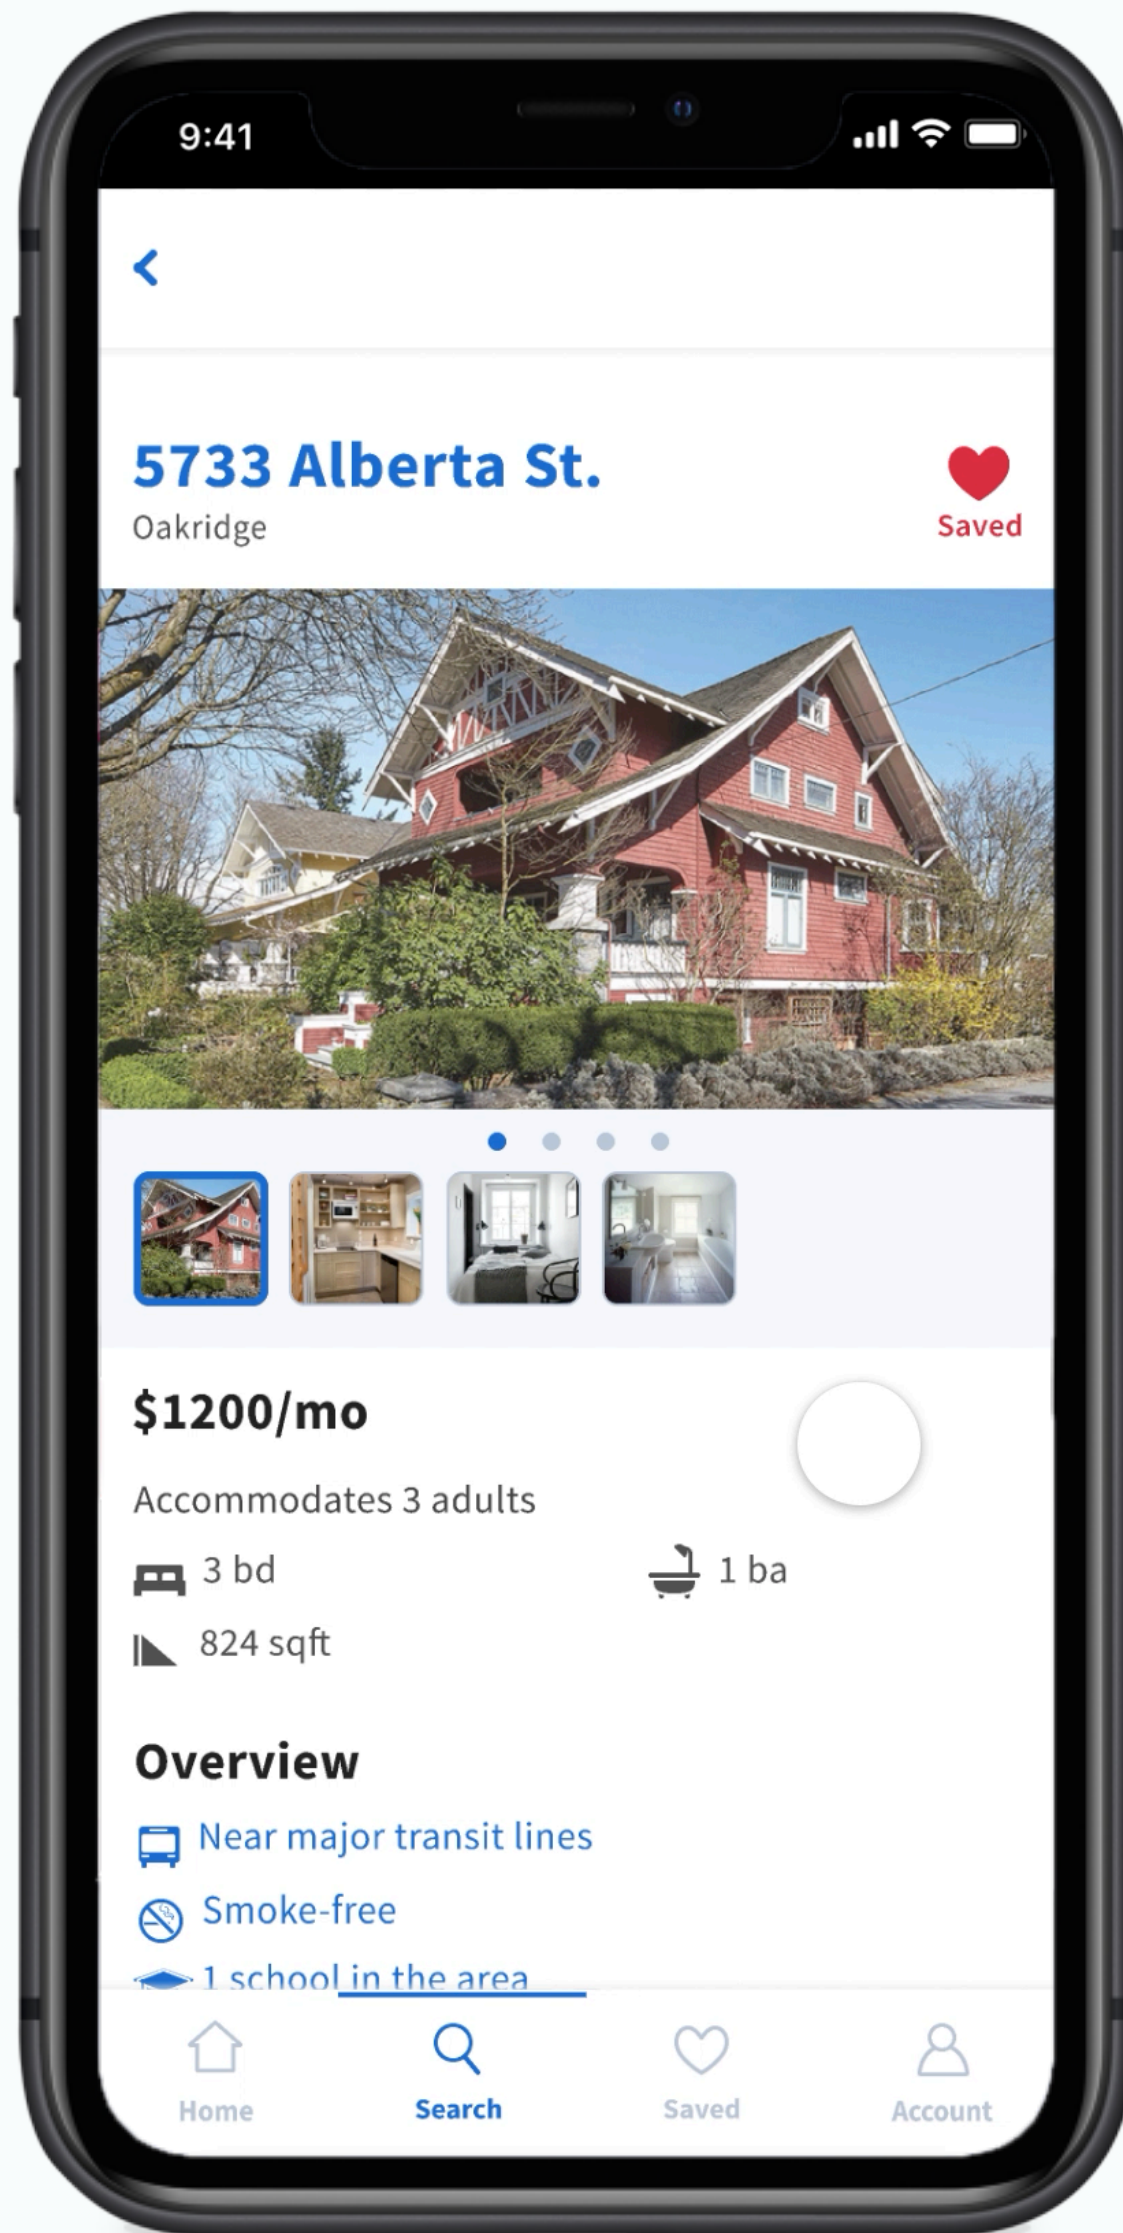 9:41
5733 Alberta St.
Oakridge
Saved
$1200/mo
Accommodates 3 adults
3 bd
1 ba
824 sqft
Overview
Near major transit lines
Smoke-free
1 school in the area
Home
Search
Saved
Account